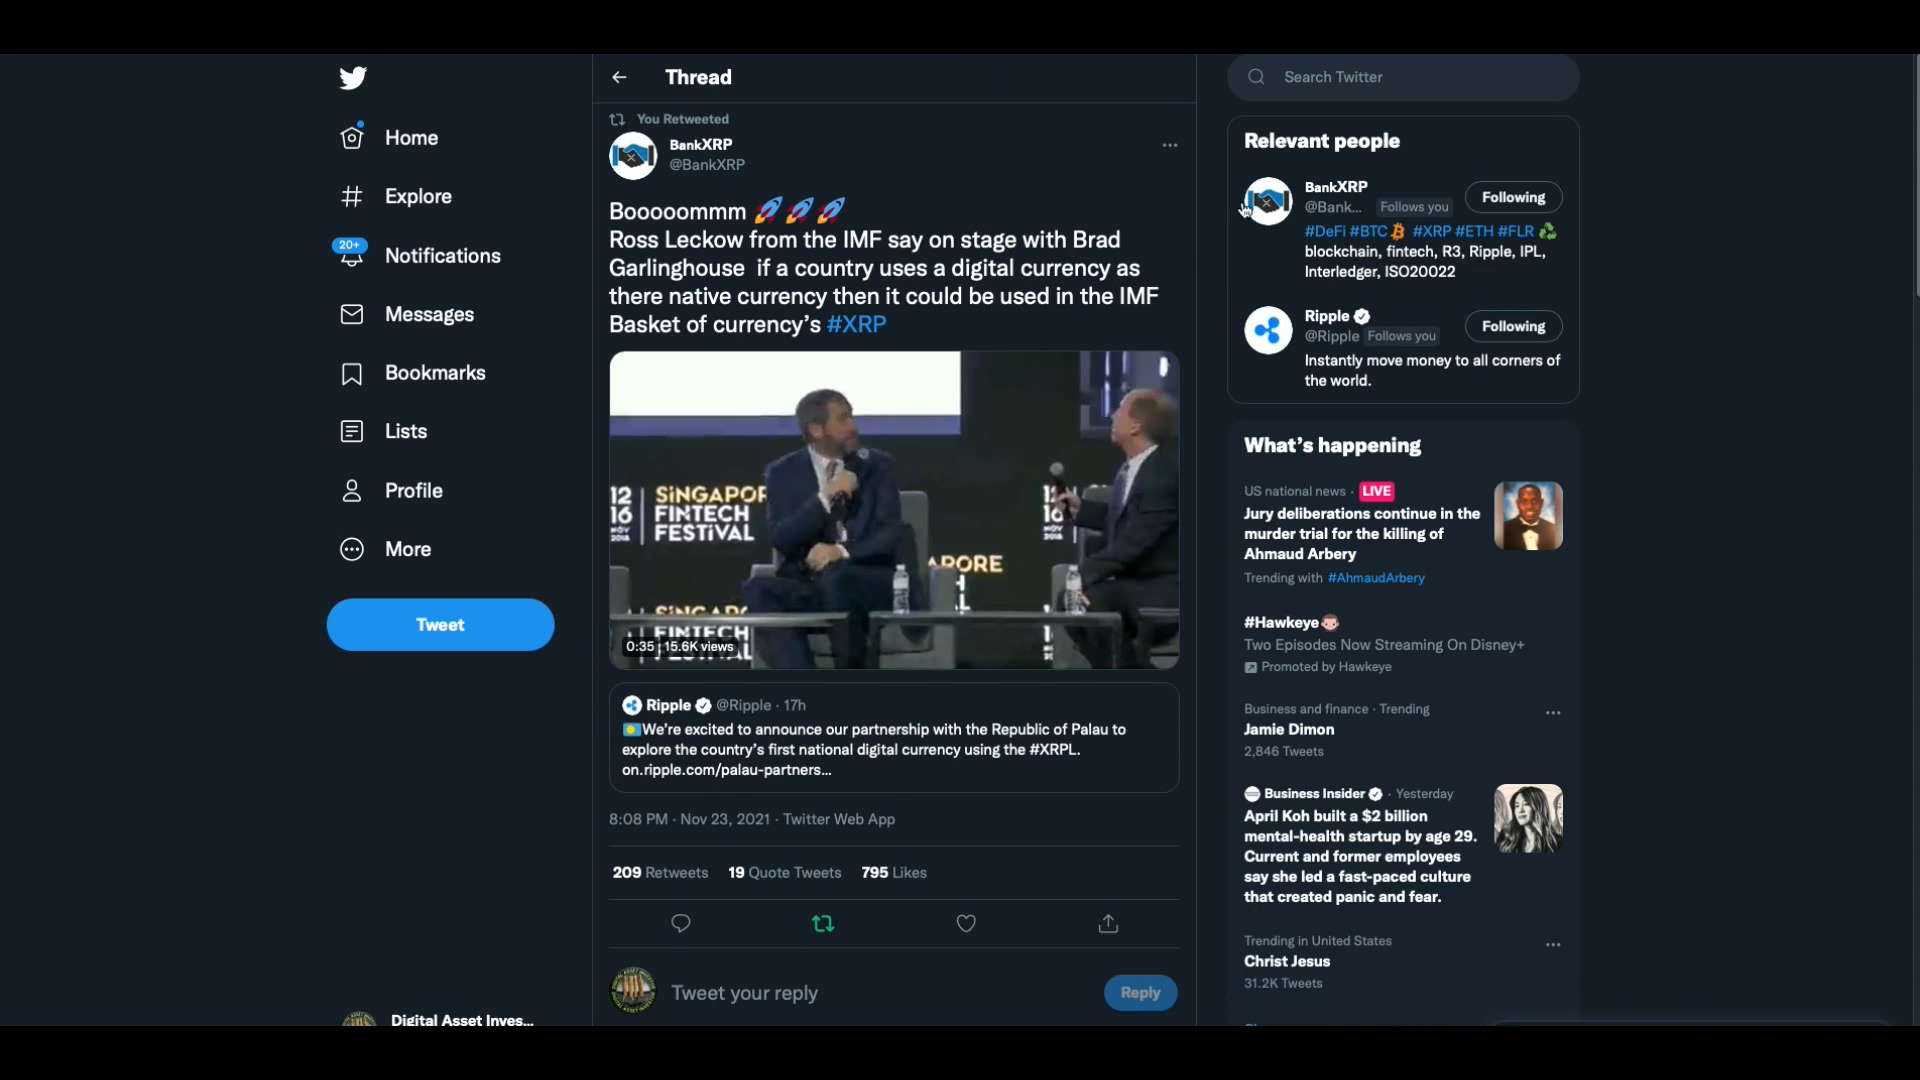 Home
Explore
20+
Notifications
Messages
Bookmarks
Lists
Profile
More
Tweet
Digital Asset Inves...
Thread
You Retweeted
BankXRP
@BankXRP
Booooommm 🚀🚀🚀
Ross Leckow from the IMF say on stage with Brad
Garlinghouse if a country uses a digital currency as
there native currency then it could be used in the IMF
Basket of currency's #XRP
12 SINGAPOR
16 FINTECH
NOV FESTIVAL
2016
APORE
SINGAP
FINTECH
0:35 15.6K views
Ripple @Ripple · 17h
🇵🇼We're excited to announce our partnership with the Republic of Palau to
explore the country's first national digital currency using the #XRPL.
on.ripple.com/palau-partners...
8:08 PM · Nov 23, 2021 · Twitter Web App
209 Retweets 19 Quote Tweets 795 Likes
Tweet your reply
Reply
Search Twitter
Relevant people
BankXRP
@Bank... Follows you
Following
#DeFi #BTC #XRP #ETH #FLR ♻️
blockchain, fintech, R3, Ripple, IPL,
Interledger, ISO20022
Ripple
@Ripple Follows you
Following
Instantly move money to all corners of
the world.
What's happening
US national news · LIVE
Jury deliberations continue in the
murder trial for the killing of
Ahmaud Arbery
Trending with #AhmaudArbery
#Hawkeye
Two Episodes Now Streaming On Disney+
Promoted by Hawkeye
Business and finance · Trending
Jamie Dimon
2,846 Tweets
Business Insider · Yesterday
April Koh built a $2 billion
mental-health startup by age 29.
Current and former employees
say she led a fast-paced culture
that created panic and fear.
Trending in United States
Christ Jesus
31.2K Tweets